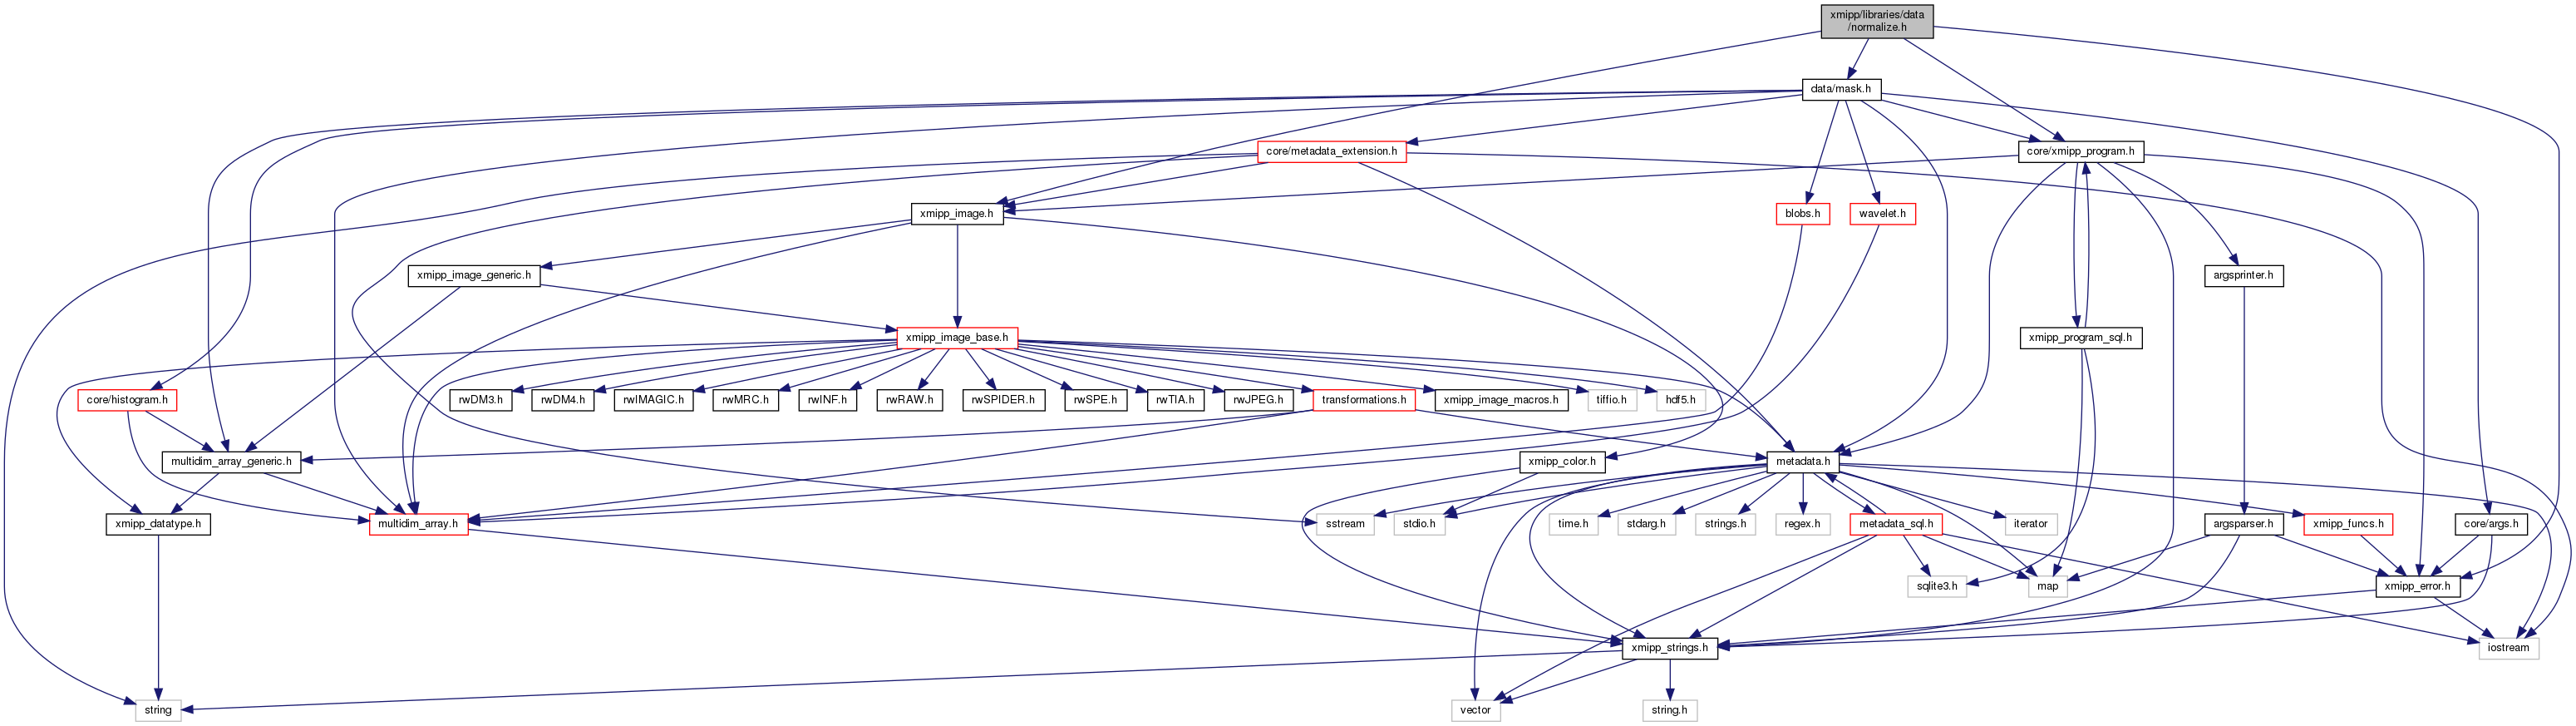 xmipp/libraries/data
/normalize.h
data/mask.h
core/metadata_extension.h
core/xmipp_program.h
xmipp_image.h
blobs.h
wavelet.h
xmipp_image_generic.h
argsprinter.h
xmipp_image_base.h
xmipp_program_sql.h
core/histogram.h
rwDM3.h
rwDM4.h
rwIMAGIC.h
rwMRC.h
rwINF.h
rwRAW.h
rwSPIDER.h
rwSPE.h
rwTIA.h
rwJPEG.h
transformations.h
xmipp_image_macros.h
tiffio.h
hdf5.h
multidim_array_generic.h
xmipp_color.h
metadata.h
xmipp_datatype.h
multidim_array.h
sstream
stdio.h
time.h
stdarg.h
strings.h
regex.h
metadata_sql.h
iterator
argsparser.h
xmipp_funcs.h
core/args.h
sqlite3.h
map
xmipp_error.h
xmipp_strings.h
iostream
string
vector
string.h